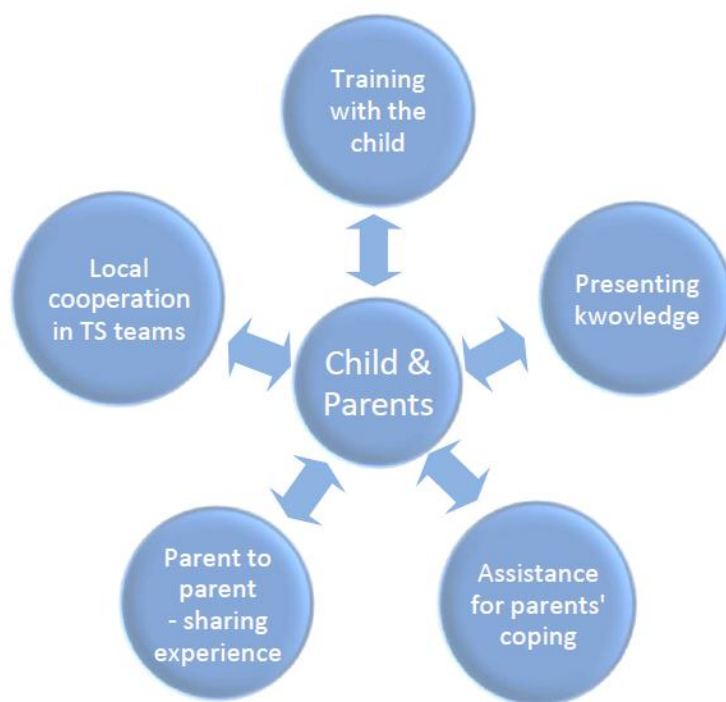 Training
with the
child
Local
cooperation
in TS teams
Presenting
kwovledge
Child &
Parents
Parent to
parent
- sharing
experience
Assistance
for parents'
coping